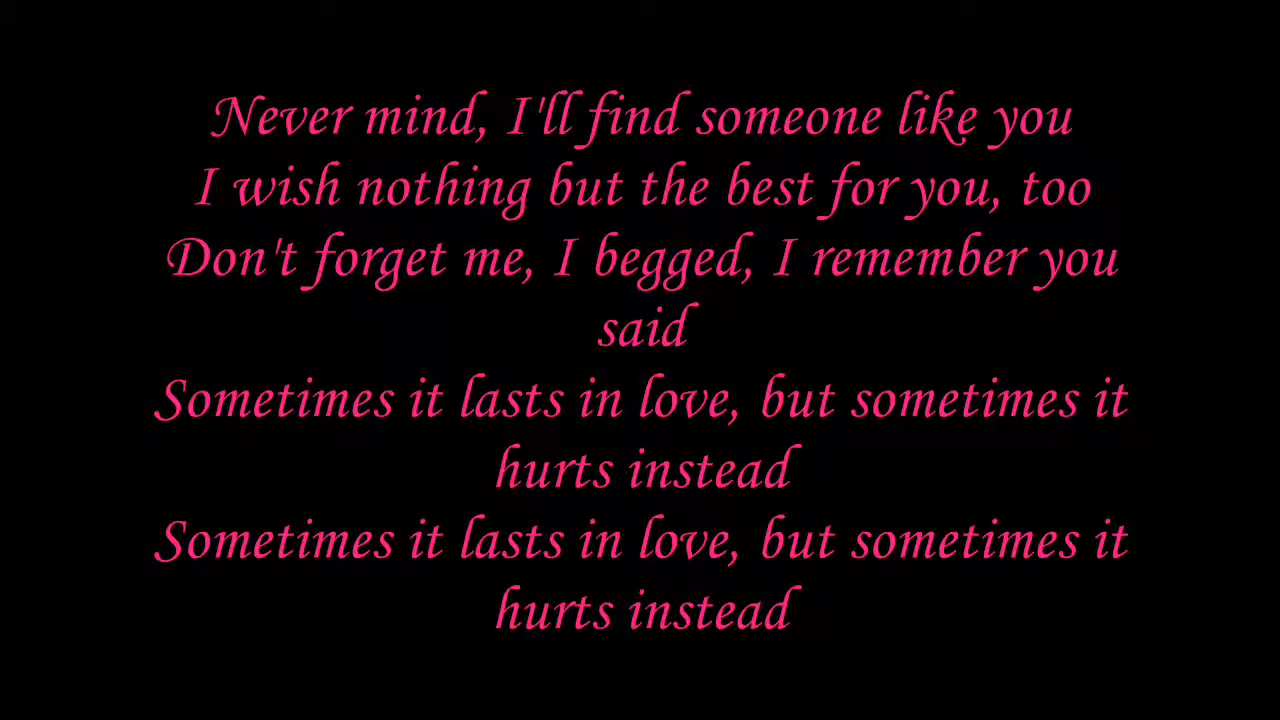 Never mind, I'll find someone like you
I wish nothing but the best for you, too
Don't forget me, I begged, I remember you
said
Sometimes it lasts in love, but sometimes it
hurts instead
Sometimes it lasts in love, but sometimes it
hurts instead